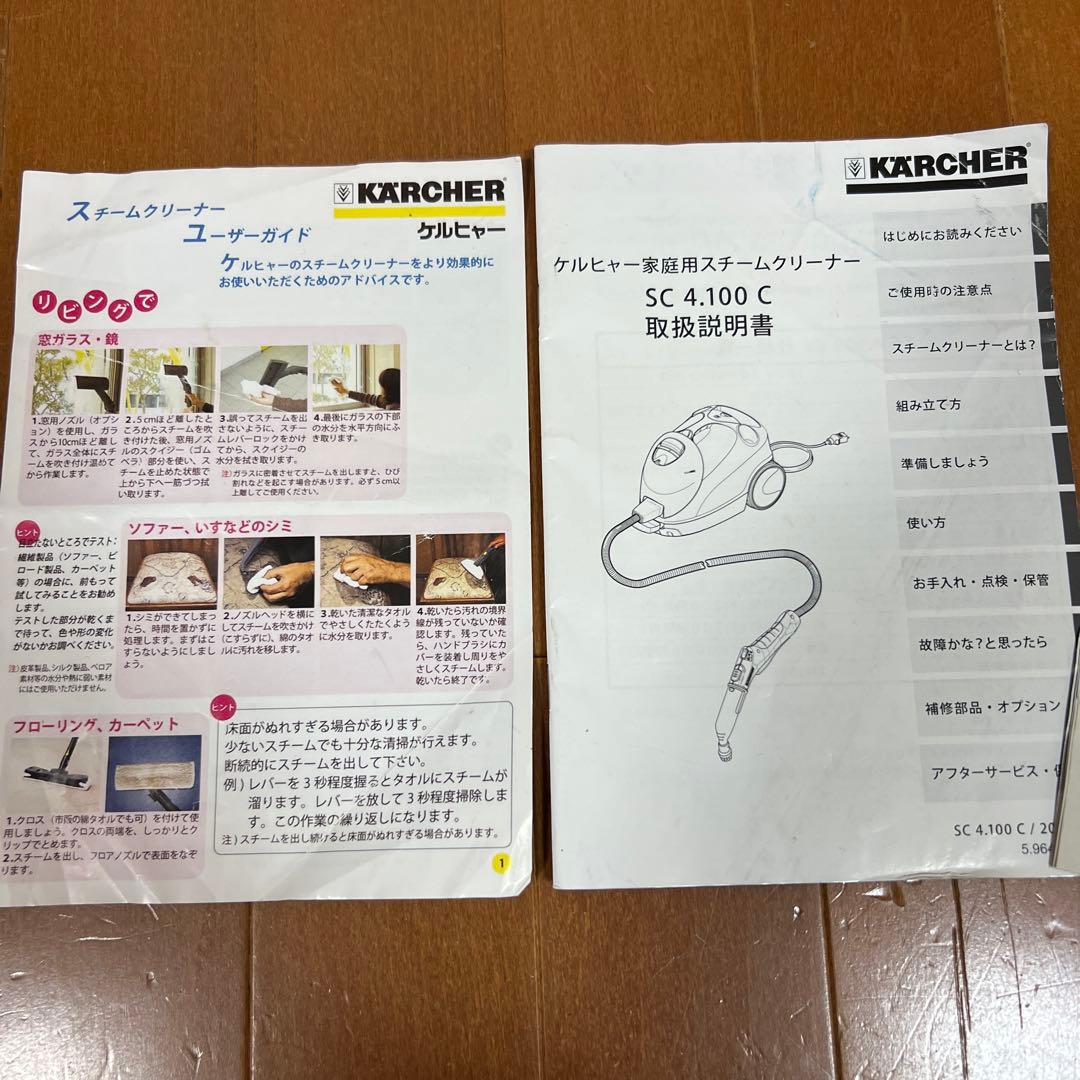 スチームクリーナー
ユーザーガイド
KÄRCHER
ケルヒャー
ケルヒャーのスチームクリーナーをより効果的に
お使いいただくためのアドバイスです。
リビングで
窓ガラス・鏡
1.窓用ノズル（オプション）を使用し、ガ
ラスから10cmほど離し
て、ガラス全体にスチ
ームを吹き付け温めて
から作業します。
2.5cmほど離したと
ころからスチームを吹
き付けた後、窓用ノズ
ルのスクイジー（ゴム
ベラ）部分を使い、ス
チームを止めた状態で
上から下へ一筋づつ拭
い取ります。
3.誤ってスチームを出
さないように、スチー
ムレバーロックをかけ
てから、スクイジーの
水分を拭き取ります。
4.最後にガラスの下部
の水分を水平方向にふ
き取ります。
注）ガラスに密着させてスチームを出しますと、ひび
割れなどを起こす場合があります。必ず5cm以
上離してご使用ください。
ヒント
目立たないところでテスト：
繊維製品（ソファー、ビ
ロード製品、カーペット
等）の場合に、前もって
試してみることをお勧め
します。
テストした部分が乾くま
で待って、色や形の変化
がないかお調べください。
注）皮革製品、シルク製品、ベロア
素材等の水分や熱に弱い素材
にはご使用いただけません。
ソファー、いすなどのシミ
1.シミができてしまっ
たら、時間を置かずに
処理します。まずはこ
すらないようにしまし
ょう。
2.ノズルヘッドを横に
してスチームを吹きかけ
（こすらずに）、綿のタオ
ルに汚れを移します。
3.乾いた清潔なタオル
でやさしくたたくよう
に水分を取ります。
4.乾いたら汚れの境界
線が残っていないか確
認します。残っていた
ら、ハンドブラシにカ
バーを装着し周りをや
さしくスチームします。
乾いたら終了です。
フローリング、カーペット
1.クロス（市販の綿タオルでも可）を付けて使
用しましょう。クロスの両端を、しっかりとク
リップでとめます。
2.スチームを出し、フロアノズルで表面をなぞ
ります。
ヒント
床面がぬれすぎる場合があります。
少ないスチームでも十分な清掃が行えます。
断続的にスチームを出して下さい。
例）レバーを３秒程度握るとタオルにスチームが
溜ります。レバーを放して３秒程度掃除しま
す。この作業の繰り返しになります。
注）スチームを出し続けると床面がぬれすぎる場合があります。
1
KÄRCHER
ケルヒャー家庭用スチームクリーナー
SC 4.100 C
取扱説明書
はじめにお読みください
ご使用時の注意点
スチームクリーナーとは？
組み立て方
準備しましょう
使い方
お手入れ・点検・保管
故障かな？と思ったら
補修部品・オプション
アフターサービス・
SC 4.100 C / 20
5.964